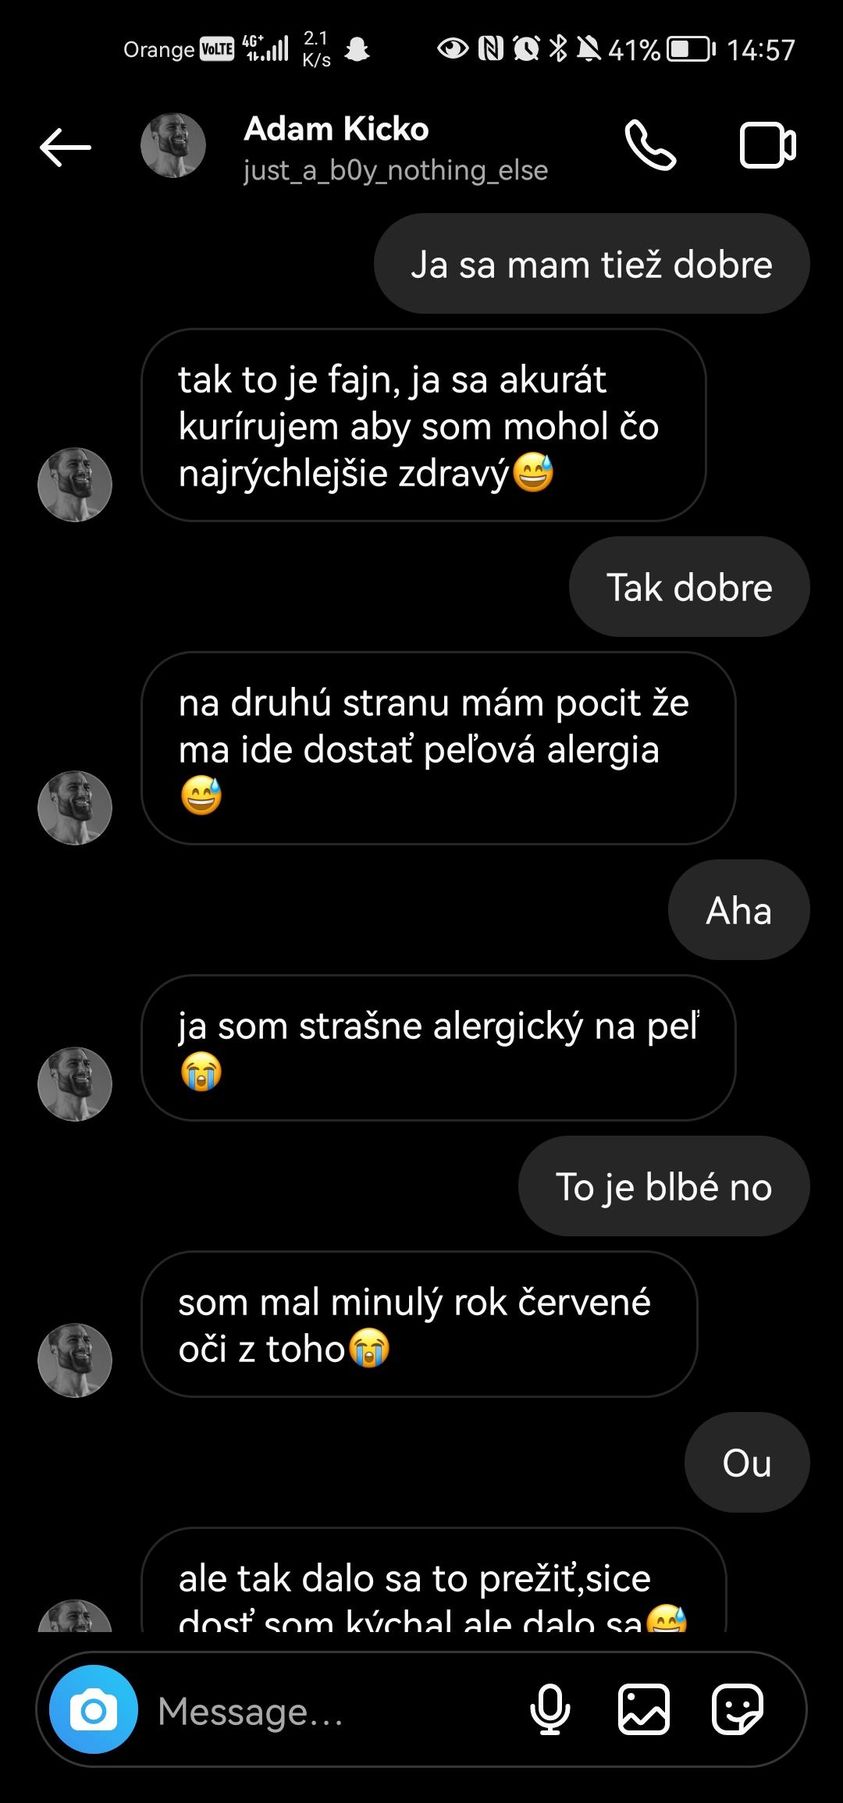 Orange VoLTE 4G+ 2.1 K/s 41% 14:57
Adam Kicko
just_a_b0y_nothing_else
Ja sa mam tiež dobre
tak to je fajn, ja sa akurát
kurírujem aby som mohol čo
najrýchlejšie zdravý😅
Tak dobre
na druhú stranu mám pocit že
ma ide dostať peľová alergia
😅
Aha
ja som strašne alergický na peľ
😭
To je blbé no
som mal minulý rok červené
oči z toho😭
Ou
ale tak dalo sa to prežiť,sice
dosť som kýchal ale dalo sa😅
Message...